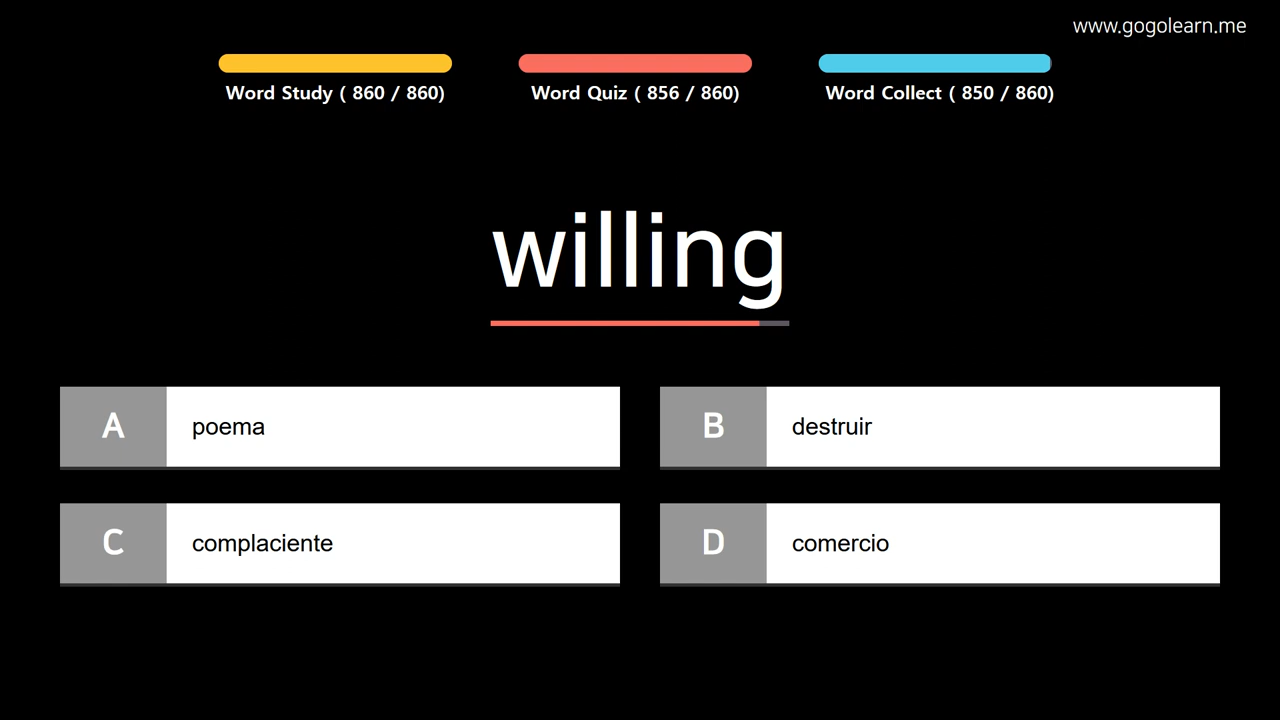 www.gogolearn.me
Word Study ( 860 / 860)
Word Quiz ( 856 / 860)
Word Collect ( 850 / 860)
willing
A poema
B destruir
C complaciente
D comercio